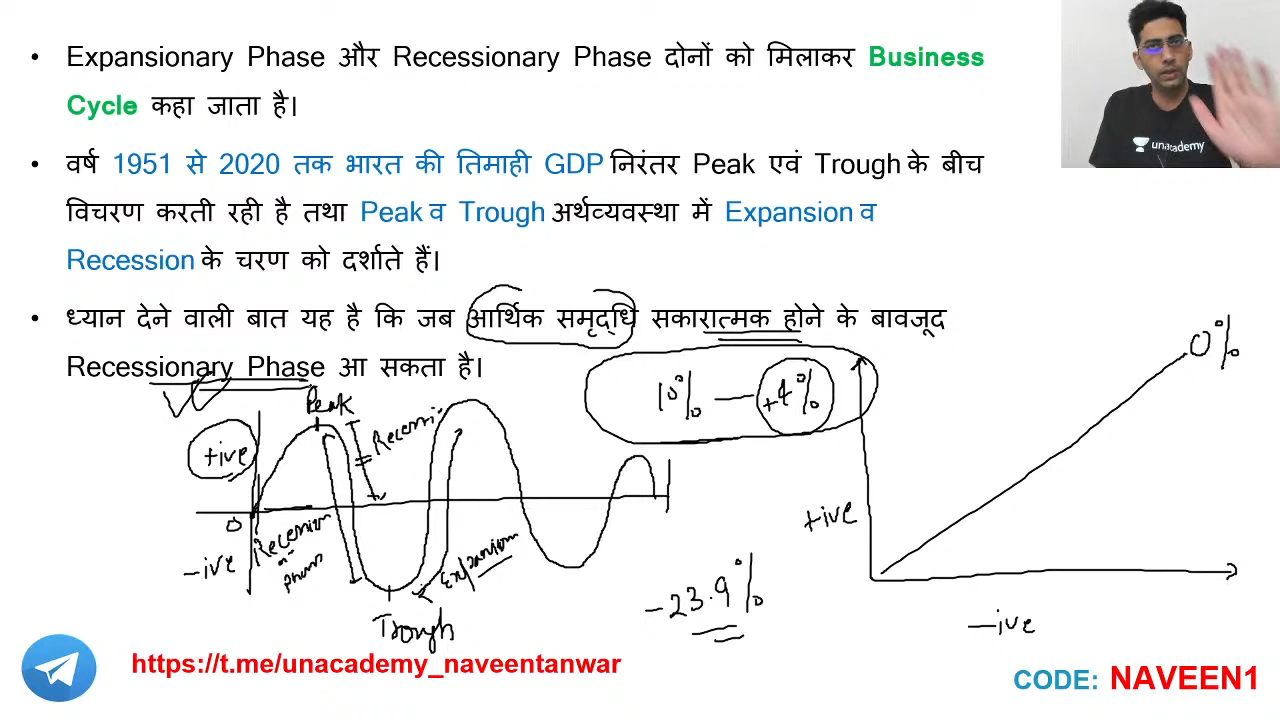 • Expansionary Phase और Recessionary Phase दोनों को मिलाकर Business
Cycle कहा जाता है।
• वर्ष 1951 से 2020 तक भारत की तिमाही GDP निरंतर Peak एवं Trough के बीच
विचरण करती रही है तथा Peak व Trough अर्थव्यवस्था में Expansion व
Recession के चरण को दर्शाते हैं।
• ध्यान देने वाली बात यह है कि जब आर्थिक समृद्धि सकारात्मक होने के बावजूद
Recessionary Phase आ सकता है।
unacademy
0%
10% — +4%
Peak
Recessi
+ive
+ive
0
Recession
-ive
Expansion
-23.9%
-ive
Trough
https://t.me/unacademy_naveentanwar
CODE: NAVEEN1